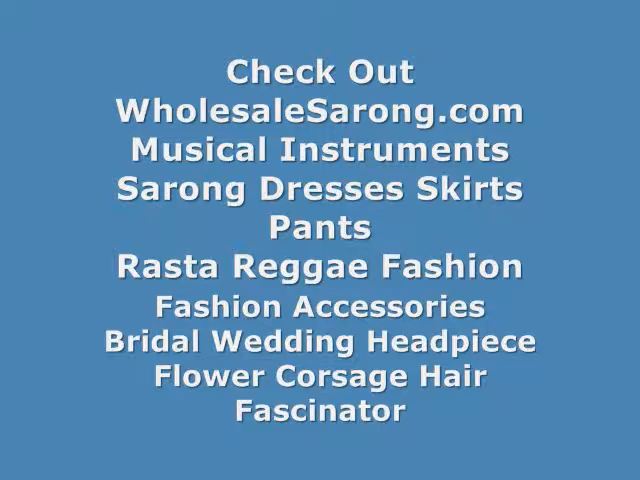 Check Out
WholesaleSarong.com
Musical Instruments
Sarong Dresses Skirts
Pants
Rasta Reggae Fashion
Fashion Accessories
Bridal Wedding Headpiece
Flower Corsage Hair
Fascinator